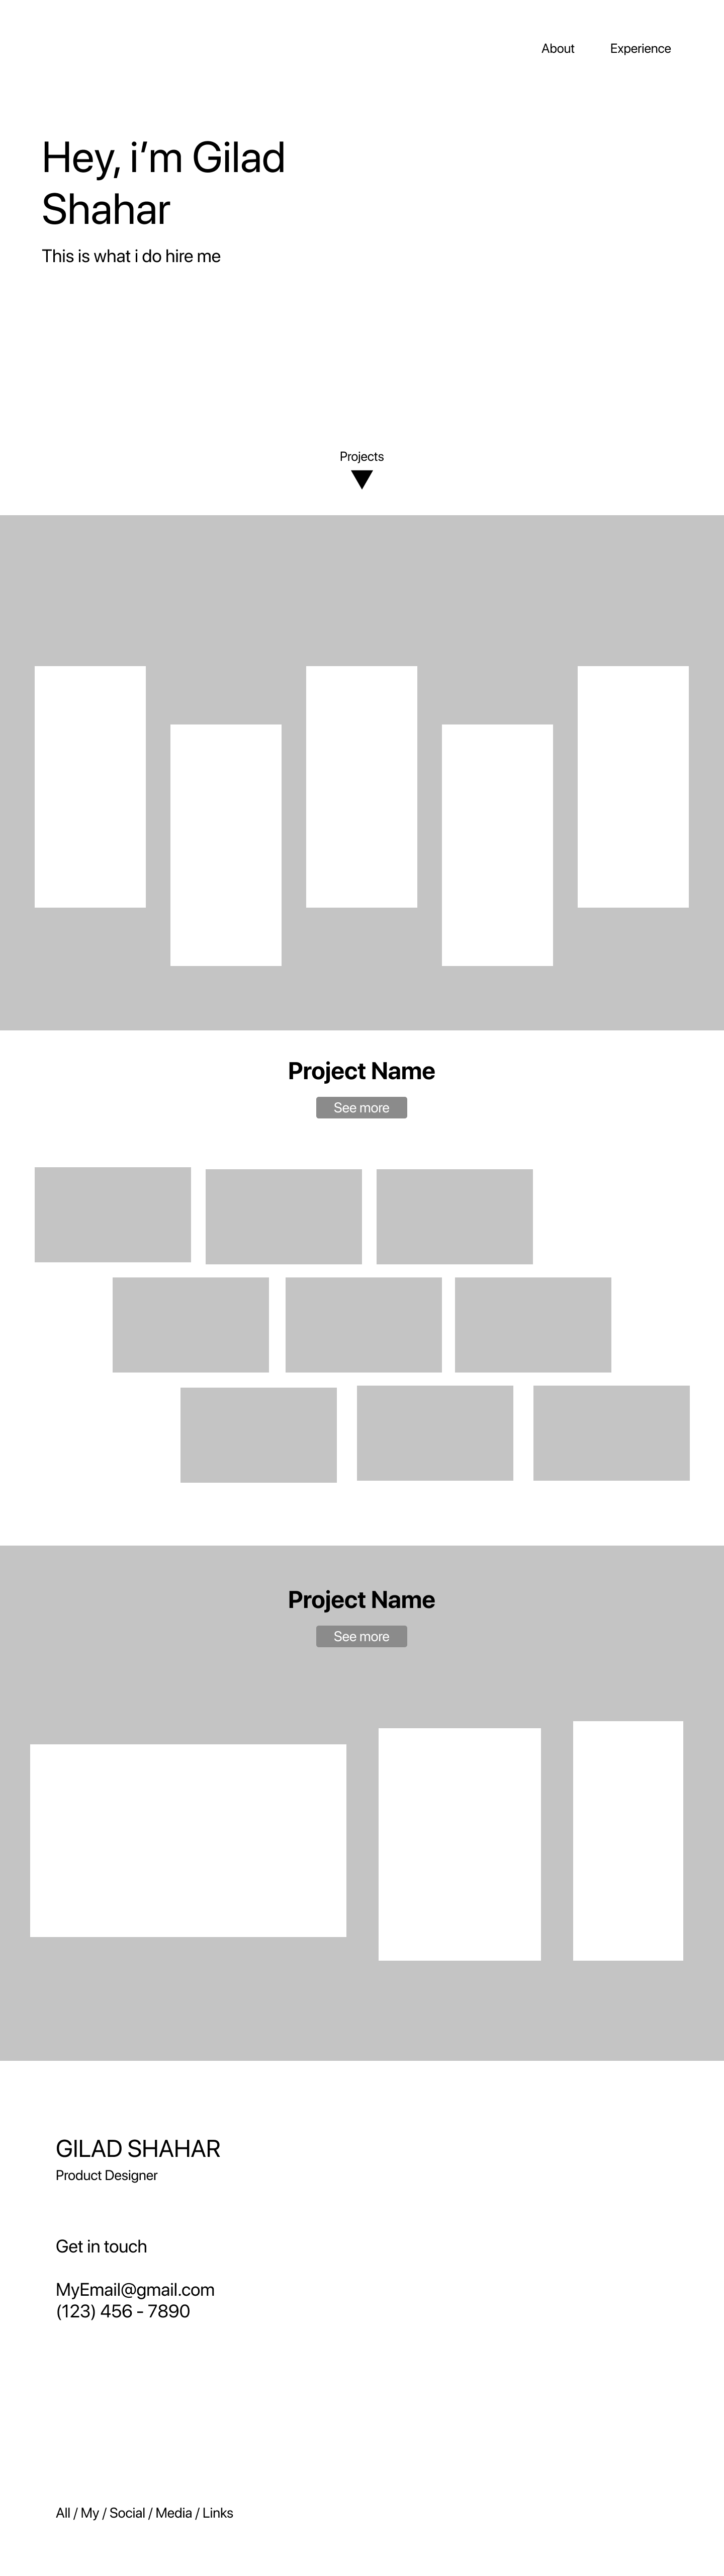 About Experience
Hey, i’m Gilad
Shahar
This is what i do hire me
Projects
Project Name
See more
Project Name
See more
GILAD SHAHAR
Product Designer
Get in touch
MyEmail@gmail.com
(123) 456 - 7890
All / My / Social / Media / Links